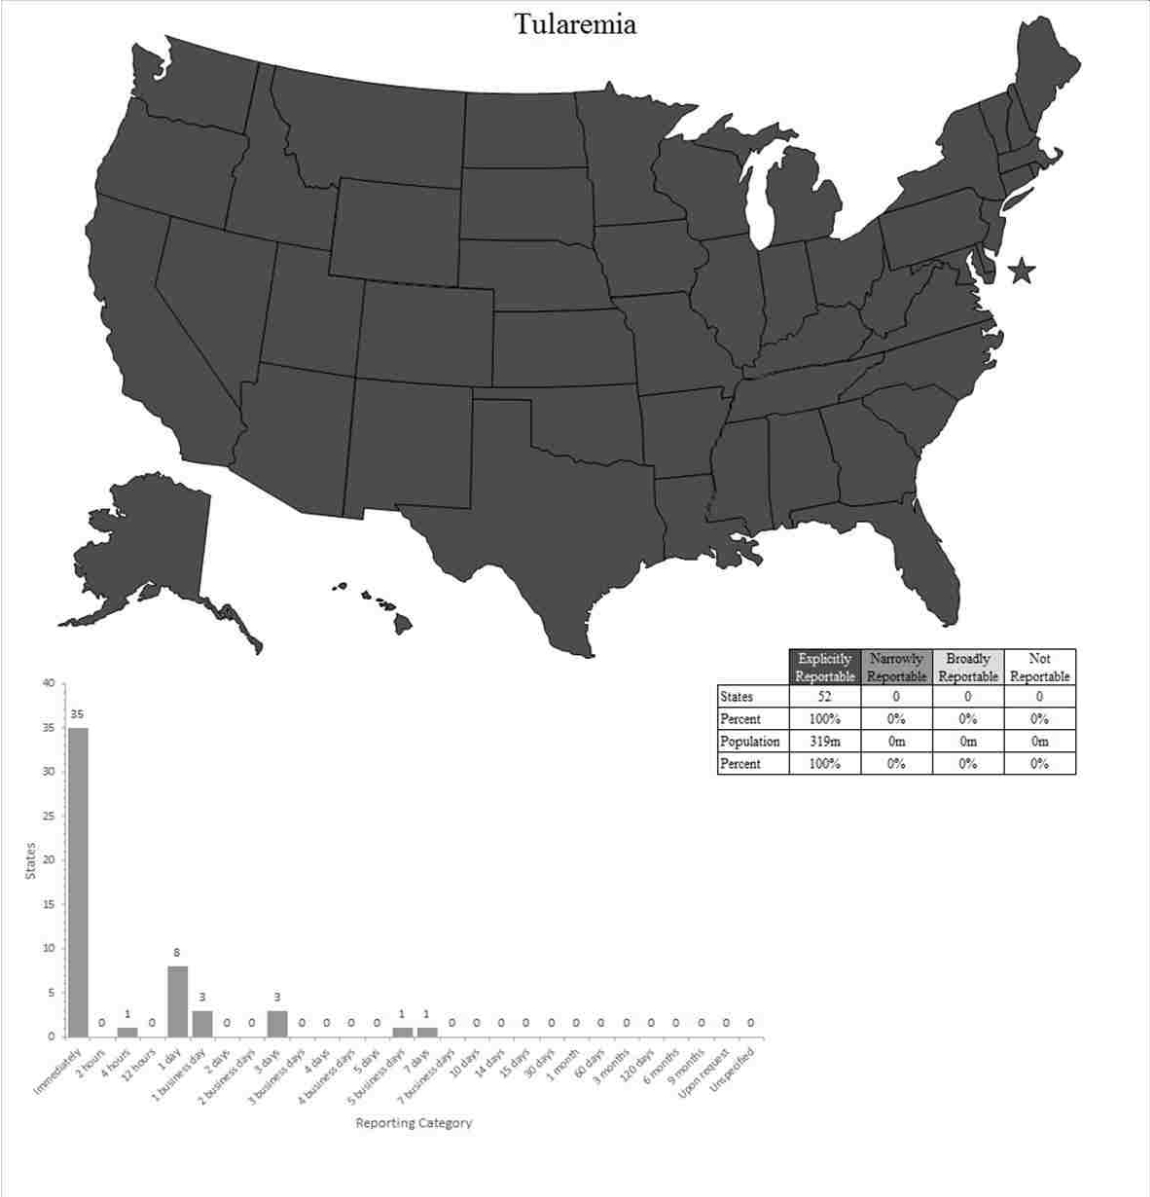 Tularemia
Explicitly Reportable Narrowly Reportable Broadly Reportable Not Reportable
States 52 0 0 0
Percent 100% 0% 0% 0%
Population 319m 0m 0m 0m
Percent 100% 0% 0% 0%
40
35
30
25
20
15
10
5
0
States
35 0 1 0 8 3 0 0 3 0 0 0 0 1 1 0 0 0 0 0 0 0 0 0 0 0 0 0
Immediately
2 hours
4 hours
12 hours
1 day
1 business day
2 days
2 business days
3 days
3 business days
4 days
4 business days
5 days
5 business days
7 days
7 business days
10 days
14 days
15 days
30 days
1 month
60 days
3 months
120 days
6 months
9 months
Upon request
Unspecified
Reporting Category